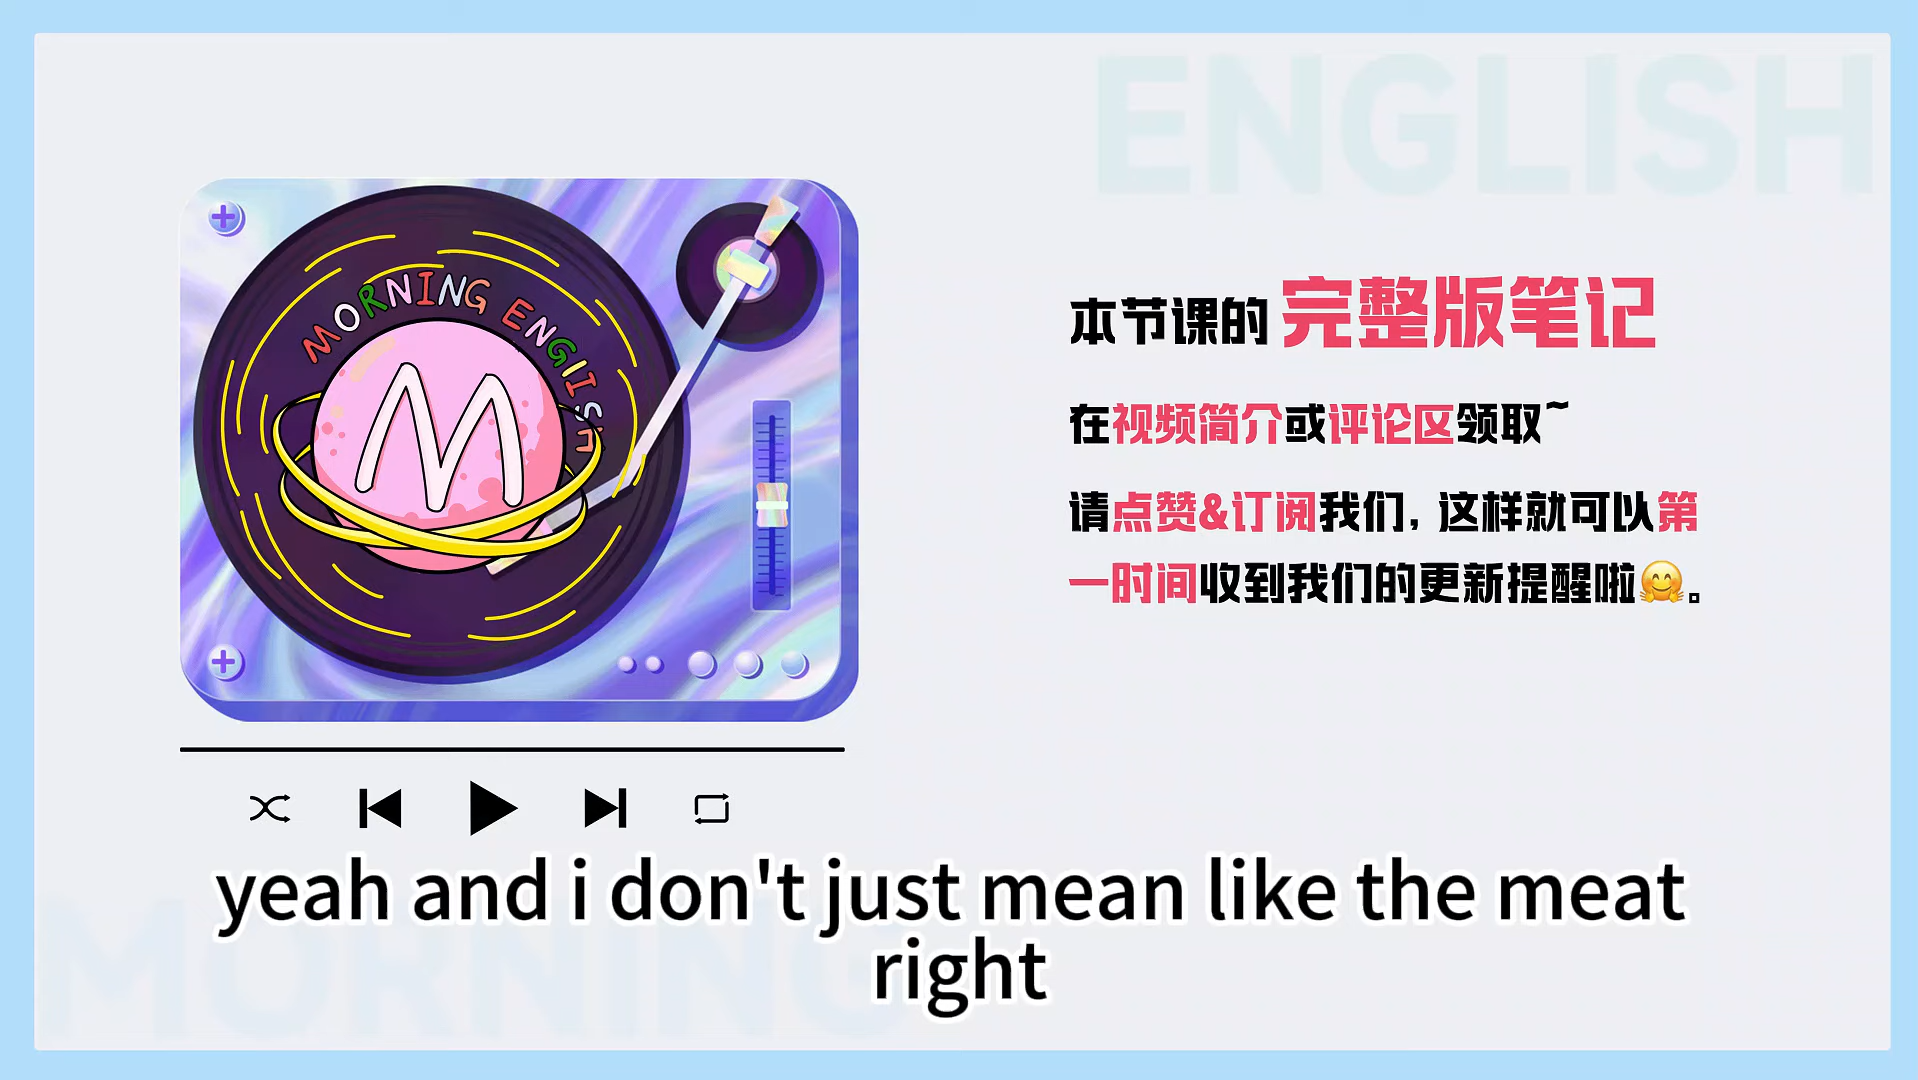 ENGLISH
MORNING ENGLISH
M
本节课的完整版笔记
在视频简介或评论区领取~
请点赞&订阅我们，这样就可以第
一时间收到我们的更新提醒啦🤗。
MORNING
yeah and i don't just mean like the meat
right